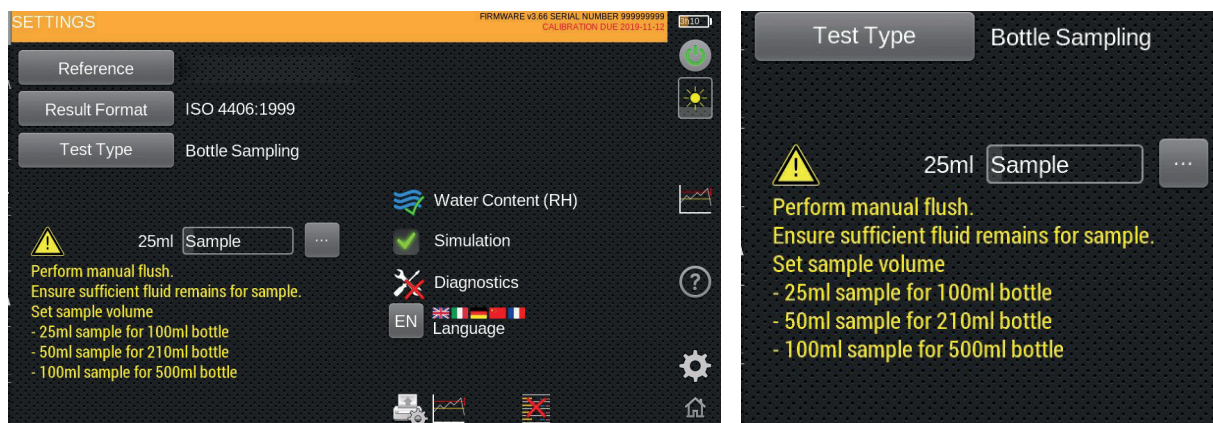 SETTINGS
FIRMWARE v3.66 SERIAL NUMBER 999999999
CALIBRATION DUE 2019-11-12
3h10
Reference
Result Format ISO 4406:1999
Test Type Bottle Sampling
Water Content (RH)
25ml Sample ...
Simulation
Perform manual flush.
Ensure sufficient fluid remains for sample.
Set sample volume
- 25ml sample for 100ml bottle
- 50ml sample for 210ml bottle
- 100ml sample for 500ml bottle
Diagnostics
EN Language
?
Test Type Bottle Sampling
25ml Sample ...
Perform manual flush.
Ensure sufficient fluid remains for sample.
Set sample volume
- 25ml sample for 100ml bottle
- 50ml sample for 210ml bottle
- 100ml sample for 500ml bottle